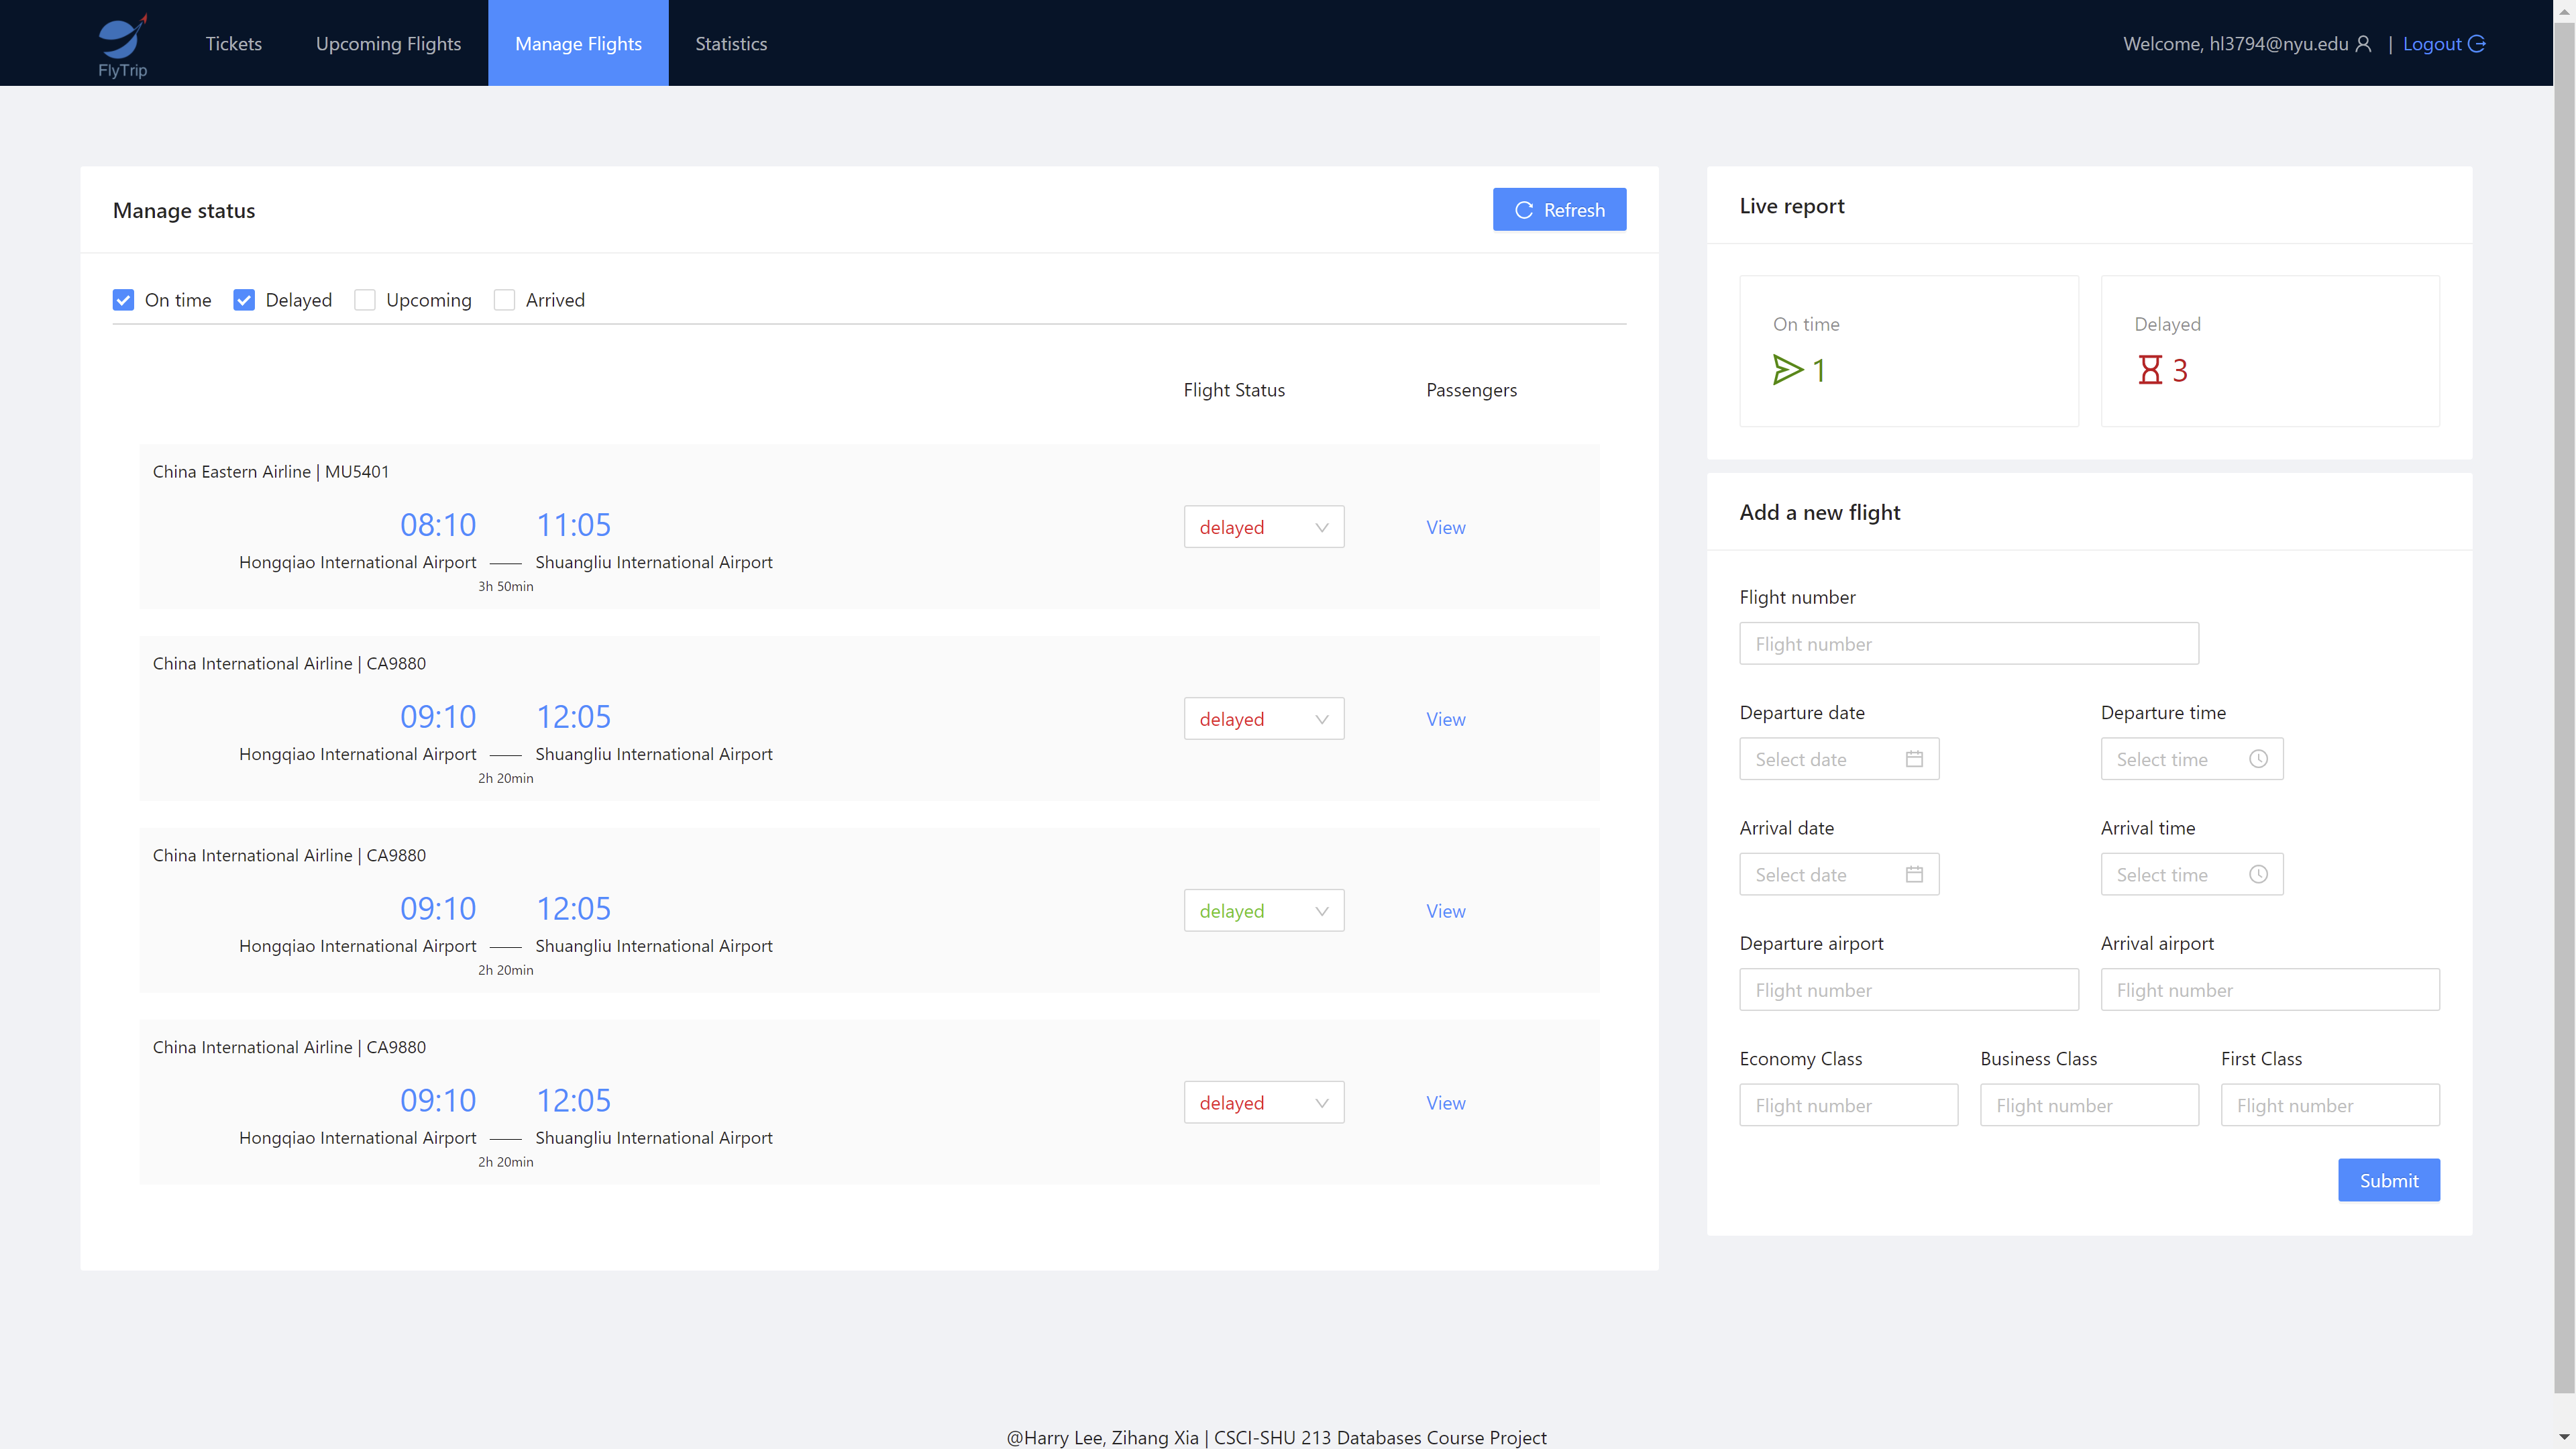 FlyTrip
Tickets
Upcoming Flights
Manage Flights
Statistics
Welcome, hl3794@nyu.edu | Logout
Manage status
Refresh
On time
Delayed
Upcoming
Arrived
Flight Status
Passengers
China Eastern Airline | MU5401
08:10
11:05
Hongqiao International Airport
Shuangliu International Airport
3h 50min
delayed
View
China International Airline | CA9880
09:10
12:05
Hongqiao International Airport
Shuangliu International Airport
2h 20min
delayed
View
China International Airline | CA9880
09:10
12:05
Hongqiao International Airport
Shuangliu International Airport
2h 20min
delayed
View
China International Airline | CA9880
09:10
12:05
Hongqiao International Airport
Shuangliu International Airport
2h 20min
delayed
View
Live report
On time
1
Delayed
3
Add a new flight
Flight number
Flight number
Departure date
Departure time
Select date
Select time
Arrival date
Arrival time
Select date
Select time
Departure airport
Arrival airport
Flight number
Flight number
Economy Class
Business Class
First Class
Flight number
Flight number
Flight number
Submit
@Harry Lee, Zihang Xia | CSCI-SHU 213 Databases Course Project